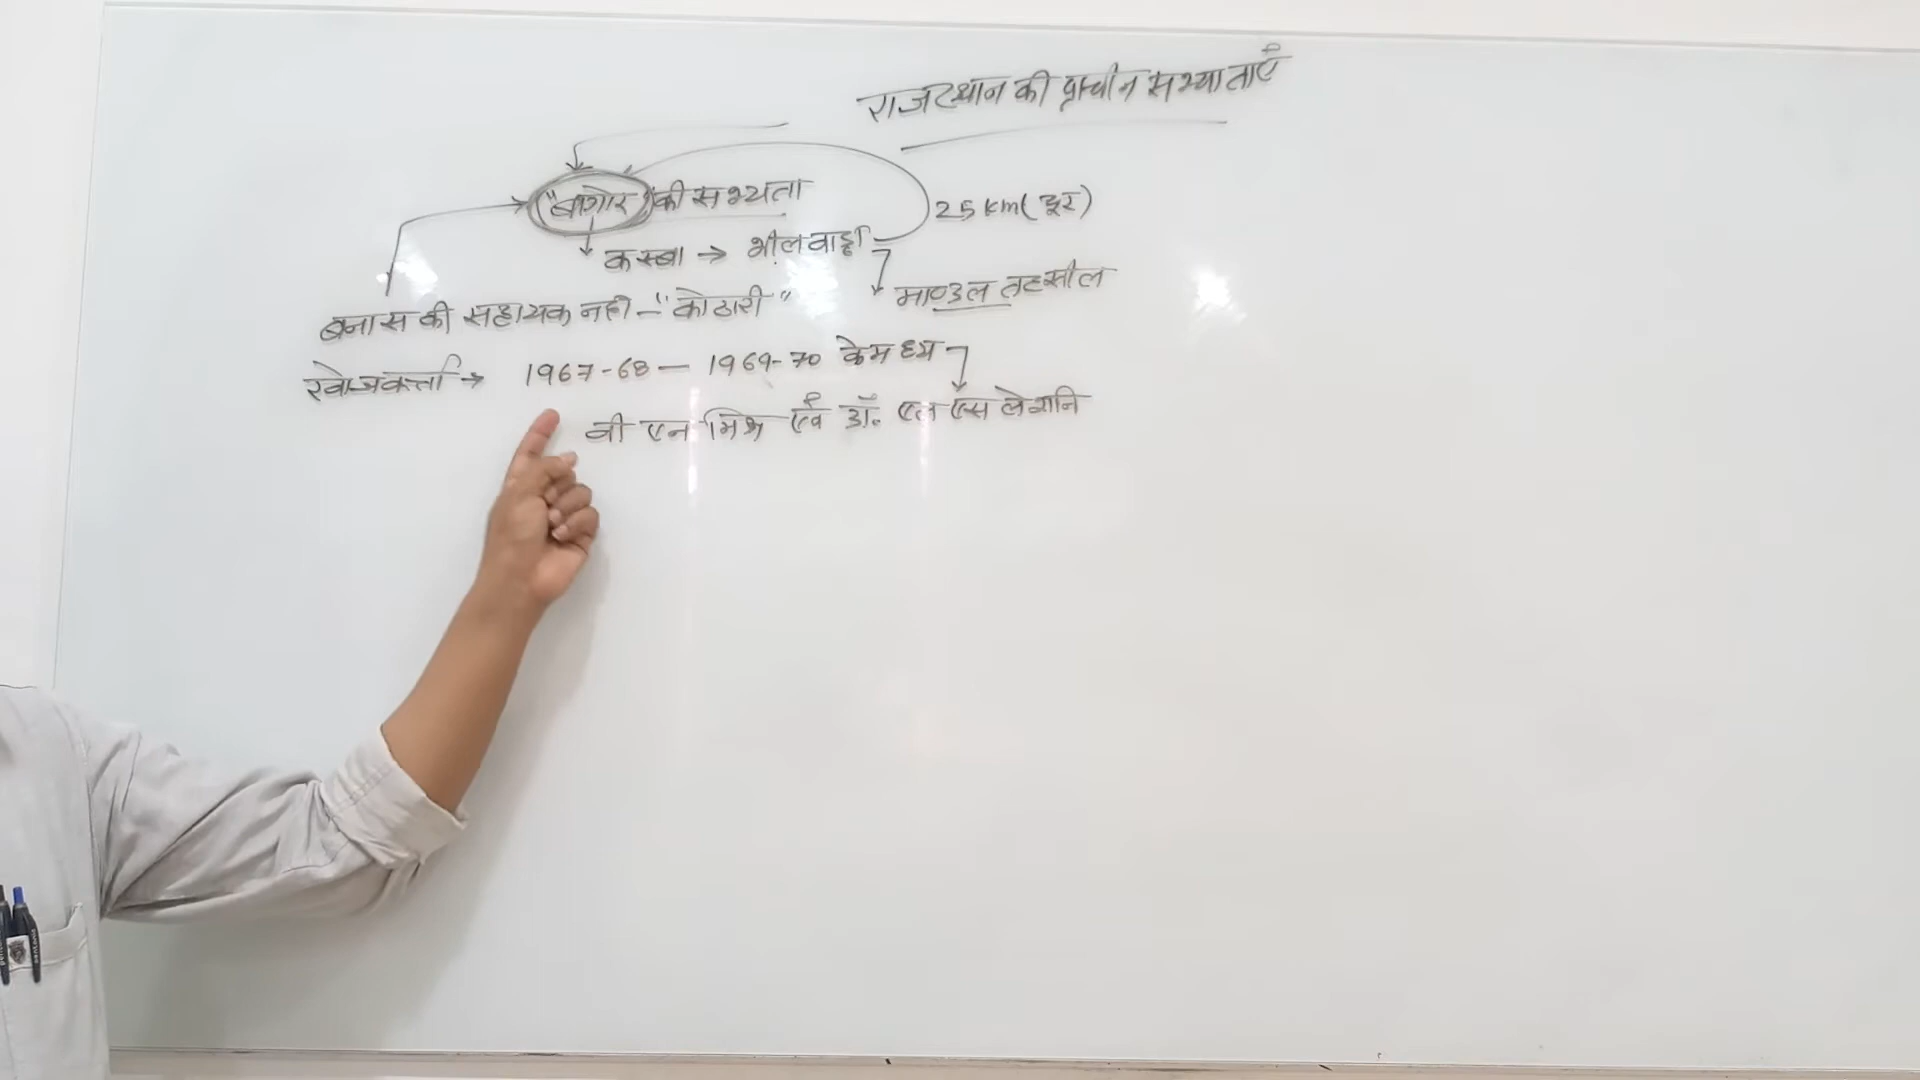 राजस्थान की प्राचीन सभ्याताएँ
"बागोर" की सभ्यता
25 km(दूर)
कस्बा → भीलवाड़ा
माण्डल तहसील
बनास की सहायक नदी - "कोठारी"
खोजकर्त्ता → 1967-68 — 1969-70 के मध्य
वी एन मिश्र एवं डॉ. एल एस लेशनि